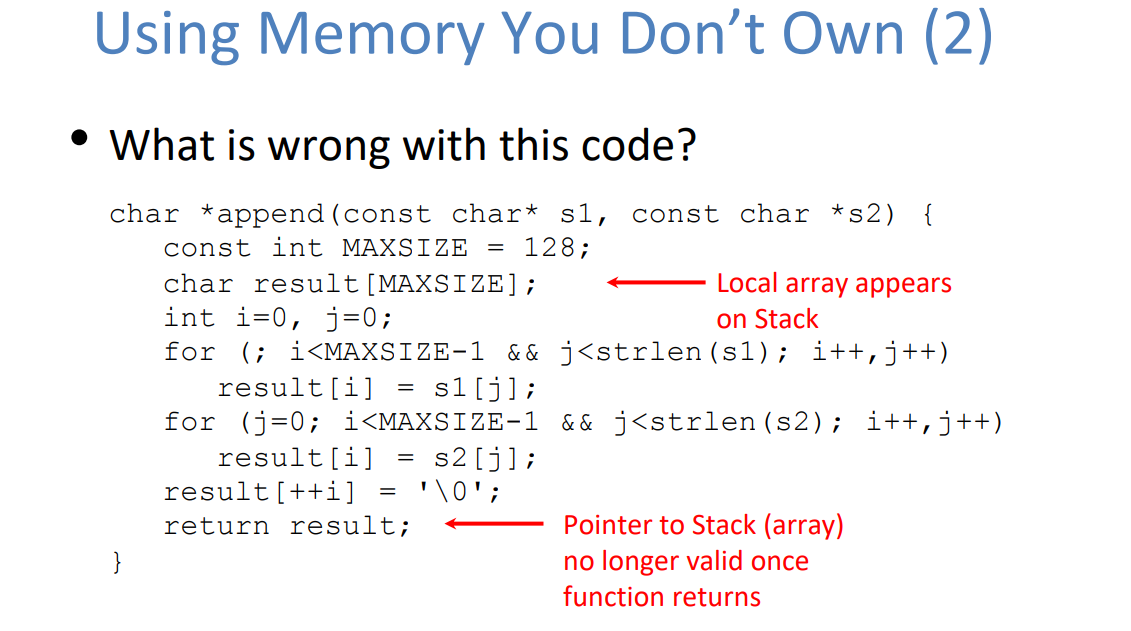 Using Memory You Don’t Own (2)
• What is wrong with this code?
char *append(const char* s1, const char *s2) {
const int MAXSIZE = 128;
char result[MAXSIZE];
Local array appears
on Stack
int i=0, j=0;
for (; i<MAXSIZE-1 && j<strlen(s1); i++,j++)
result[i] = s1[j];
for (j=0; i<MAXSIZE-1 && j<strlen(s2); i++,j++)
result[i] = s2[j];
result[++i] = '\0';
return result;
Pointer to Stack (array)
no longer valid once
function returns
}